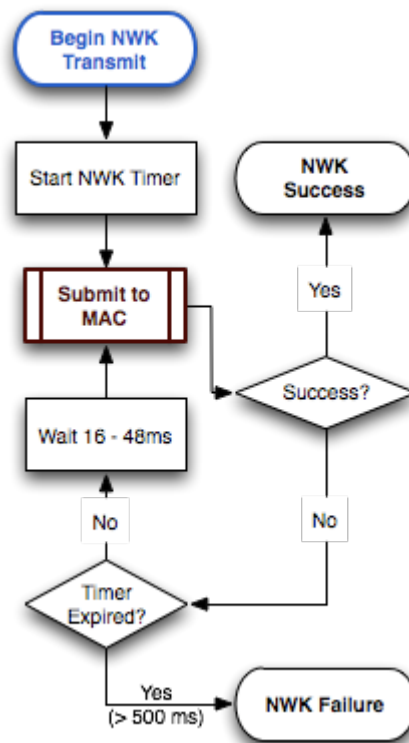 Begin NWK
Transmit
Start NWK Timer
NWK
Success
Yes
Submit to
MAC
Success?
Wait 16 - 48ms
No
No
Timer
Expired?
Yes
(> 500 ms)
NWK Failure